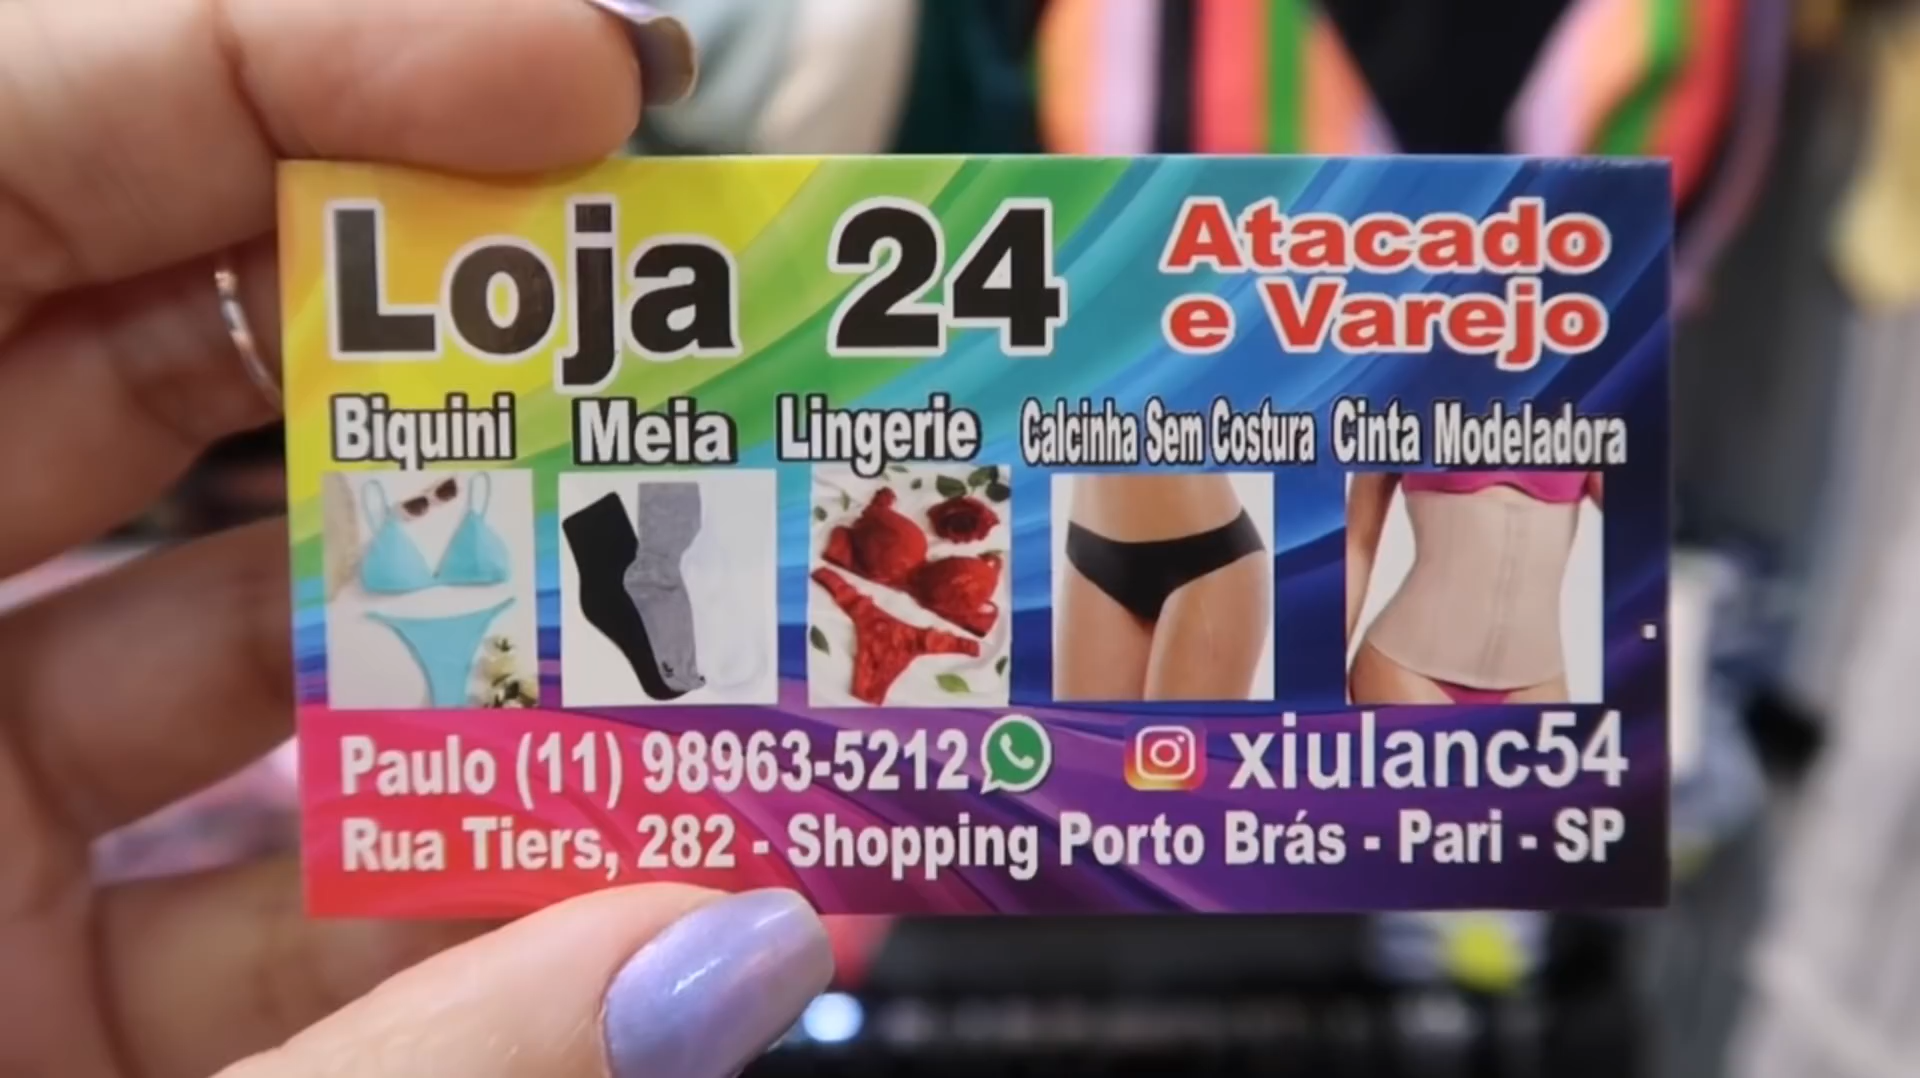 Loja 24
Atacado
e Varejo
Biquini Meia Lingerie Calcinha Sem Costura Cinta Modeladora
Paulo (11) 98963-5212 xiulanc54
Rua Tiers, 282 - Shopping Porto Brás - Pari - SP